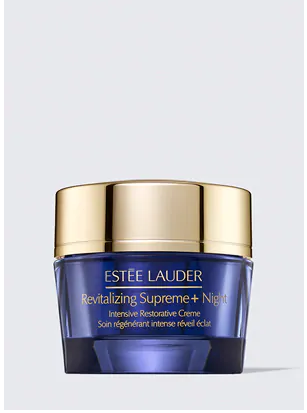 ESTĒE LAUDER
Revitalizing Supreme+ Night
Intensive Restorative Creme
Soin régénérant intense réveil éclat